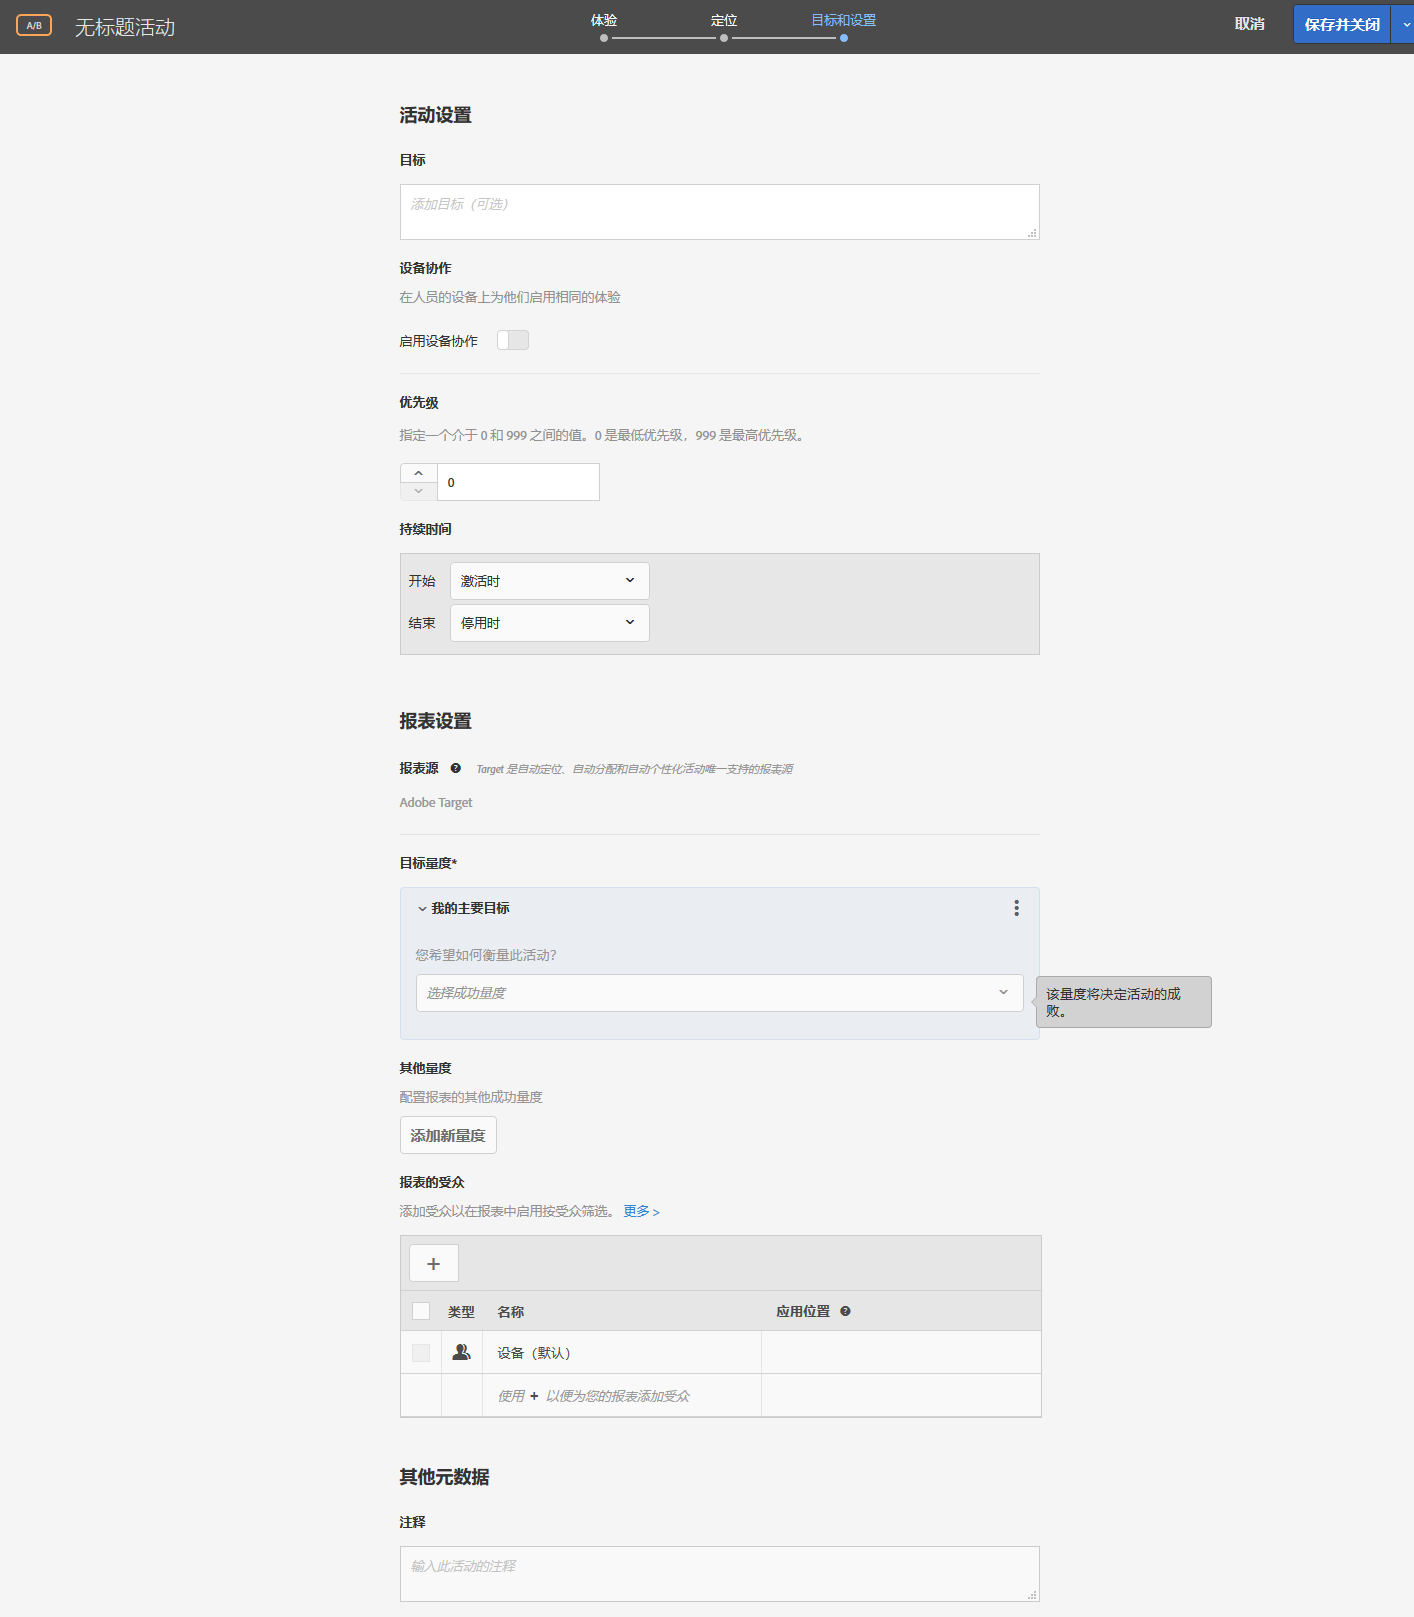 A/B 无标题活动 体验 定位 目标和设置 取消 保存并关闭
活动设置
目标
添加目标（可选）
设备协作
在人员的设备上为他们启用相同的体验
启用设备协作
优先级
指定一个介于 0 和 999 之间的值。0 是最低优先级，999 是最高优先级。
0
持续时间
开始 激活时
结束 停用时
报表设置
报表源 Target 是自动定位、自动分配和自动个性化活动唯一支持的报表源
Adobe Target
目标量度*
我的主要目标
您希望如何衡量此活动?
选择成功量度
该量度将决定活动的成
败。
其他量度
配置报表的其他成功量度
添加新量度
报表的受众
添加受众以在报表中启用按受众筛选。 更多 >
+
类型 名称 应用位置
设备（默认）
使用 + 以便为您的报表添加受众
其他元数据
注释
输入此活动的注释